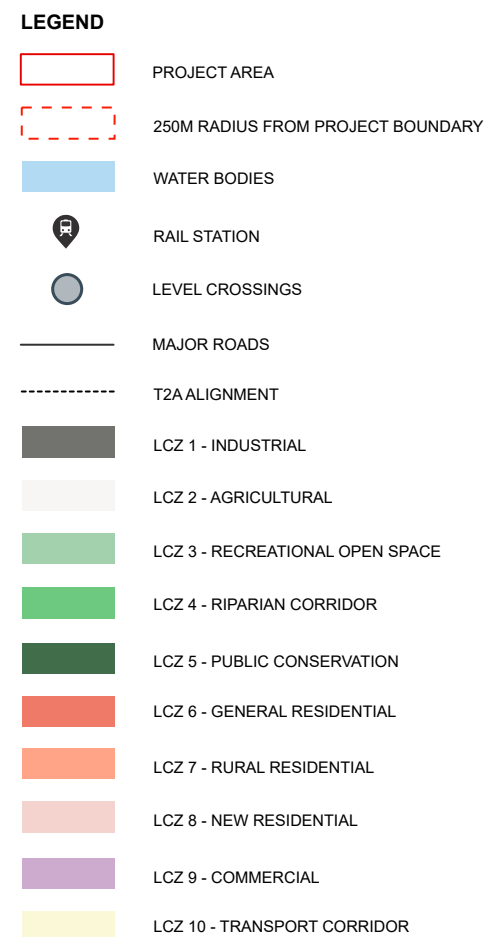 LEGEND
PROJECT AREA
250M RADIUS FROM PROJECT BOUNDARY
WATER BODIES
RAIL STATION
LEVEL CROSSINGS
MAJOR ROADS
T2A ALIGNMENT
LCZ 1 - INDUSTRIAL
LCZ 2 - AGRICULTURAL
LCZ 3 - RECREATIONAL OPEN SPACE
LCZ 4 - RIPARIAN CORRIDOR
LCZ 5 - PUBLIC CONSERVATION
LCZ 6 - GENERAL RESIDENTIAL
LCZ 7 - RURAL RESIDENTIAL
LCZ 8 - NEW RESIDENTIAL
LCZ 9 - COMMERCIAL
LCZ 10 - TRANSPORT CORRIDOR